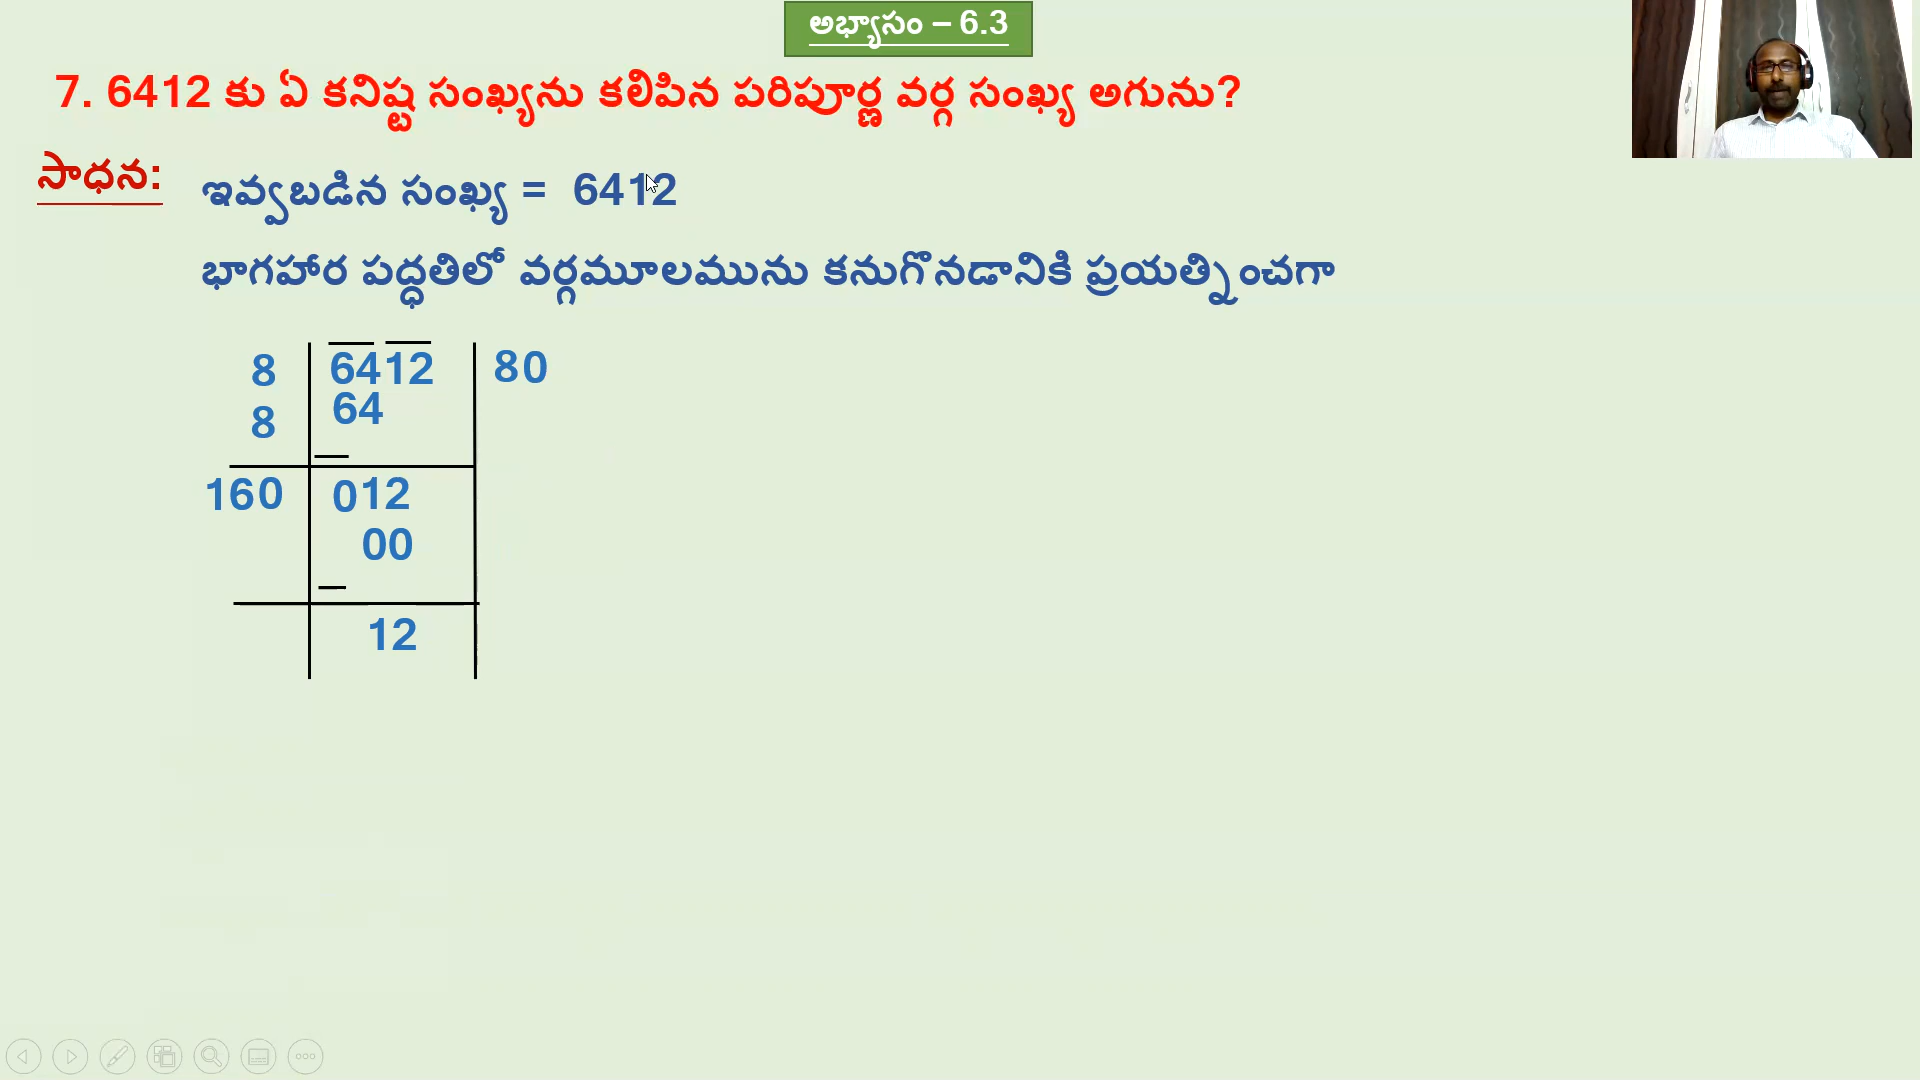 అభ్యాసం – 6.3
7. 6412 కు ఏ కనిష్ట సంఖ్యను కలిపిన పరిపూర్ణ వర్గ సంఖ్య అగును?
సాధన:
ఇవ్వబడిన సంఖ్య = 6412
భాగహార పద్ధతిలో వర్గమూలమును కనుగొనడానికి ప్రయత్నించగా
8 6412 80
8 64
–
160 012
00
–
12